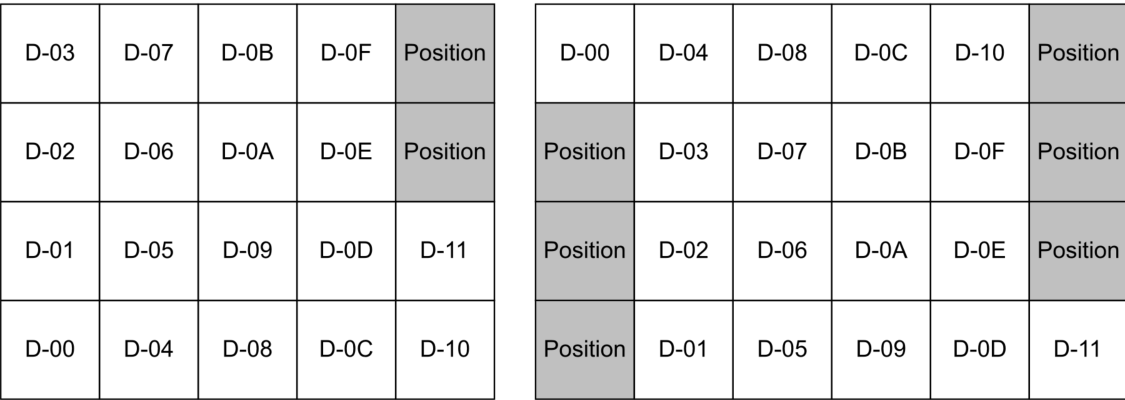 D-03 D-07 D-0B D-0F Position
D-02 D-06 D-0A D-0E Position
D-01 D-05 D-09 D-0D D-11
D-00 D-04 D-08 D-0C D-10
D-00 D-04 D-08 D-0C D-10 Position
Position D-03 D-07 D-0B D-0F Position
Position D-02 D-06 D-0A D-0E Position
Position D-01 D-05 D-09 D-0D D-11